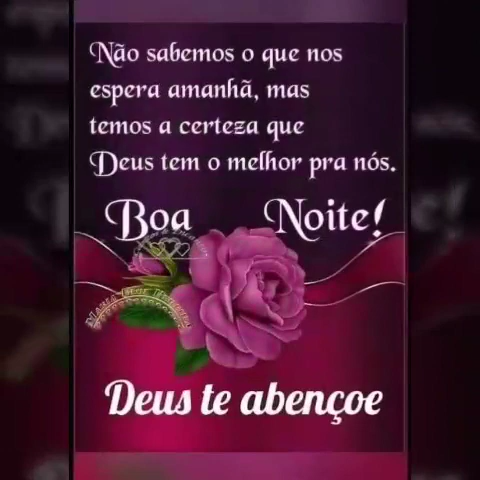 Não sabemos o que nos
espera amanhã, mas
temos a certeza que
Deus tem o melhor pra nós.
Boa Noite!
Deus te abençoe